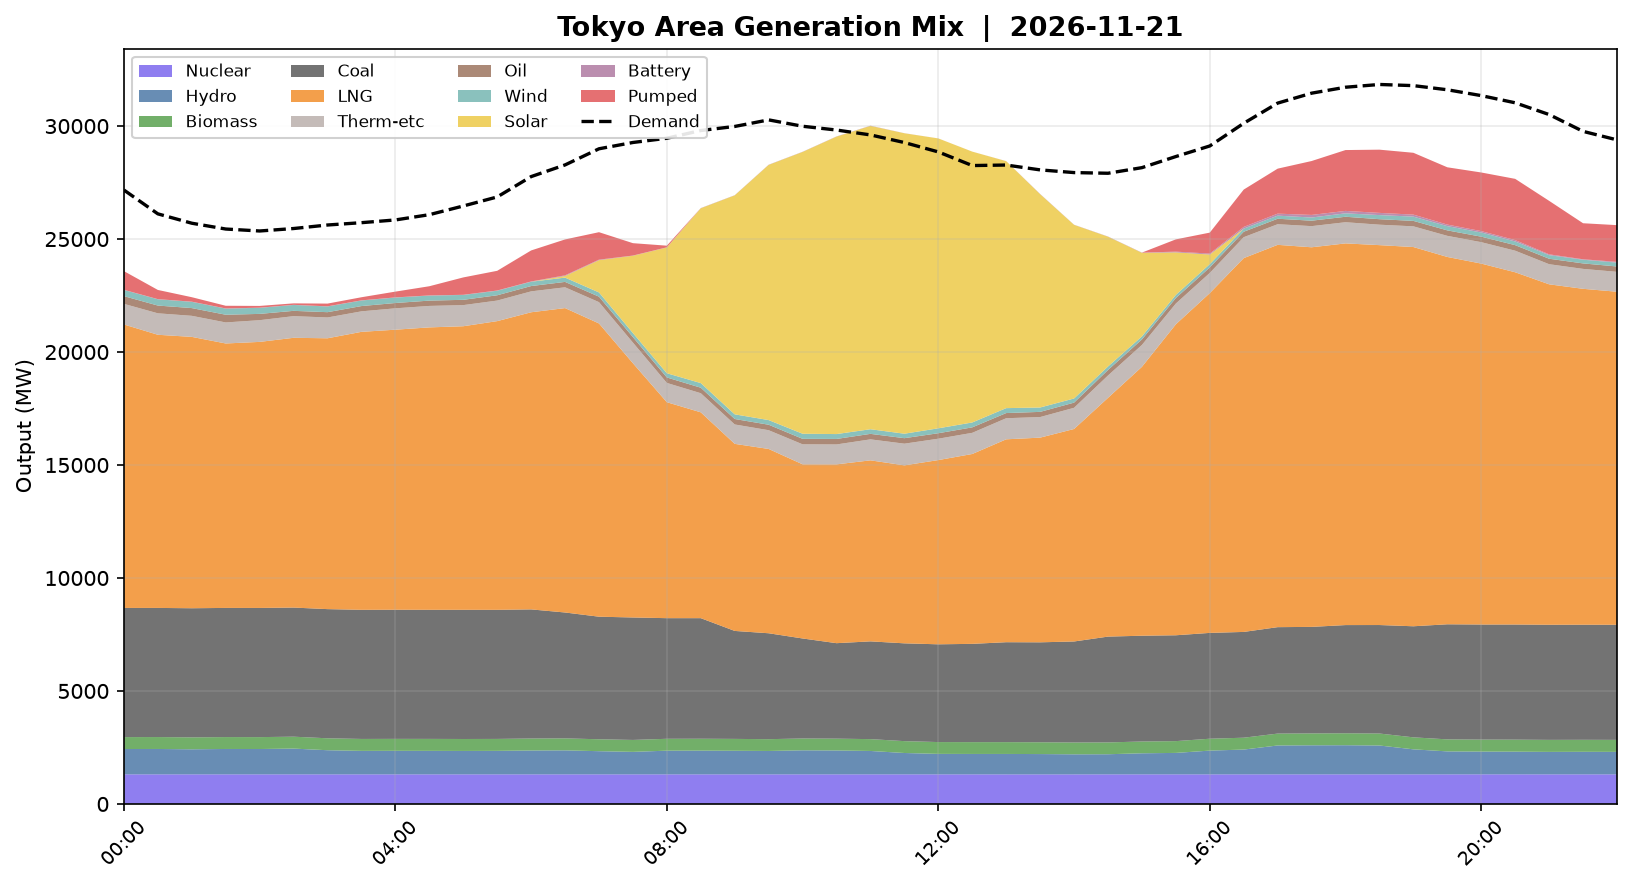 Tokyo Area Generation Mix | 2026-11-21
Nuclear Coal Oil Battery
Hydro LNG Wind Pumped
Biomass Therm-etc Solar Demand
Output (MW)
30000
25000
20000
15000
10000
5000
0
00:00 04:00 08:00 12:00 16:00 20:00